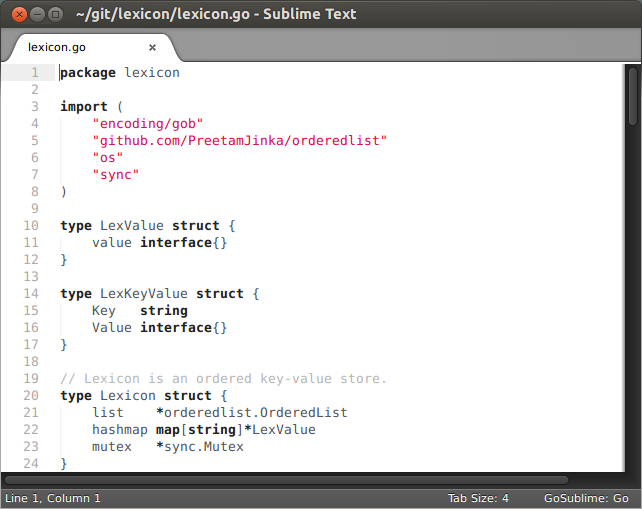 ~/git/lexicon/lexicon.go - Sublime Text
lexicon.go ×
1 package lexicon
2
3 import (
4     "encoding/gob"
5     "github.com/PreetamJinka/orderedlist"
6     "os"
7     "sync"
8 )
9
10 type LexValue struct {
11     value interface{}
12 }
13
14 type LexKeyValue struct {
15     Key   string
16     Value interface{}
17 }
18
19 // Lexicon is an ordered key-value store.
20 type Lexicon struct {
21     list    *orderedlist.OrderedList
22     hashmap map[string]*LexValue
23     mutex   *sync.Mutex
24 }
Line 1, Column 1 Tab Size: 4 GoSublime: Go